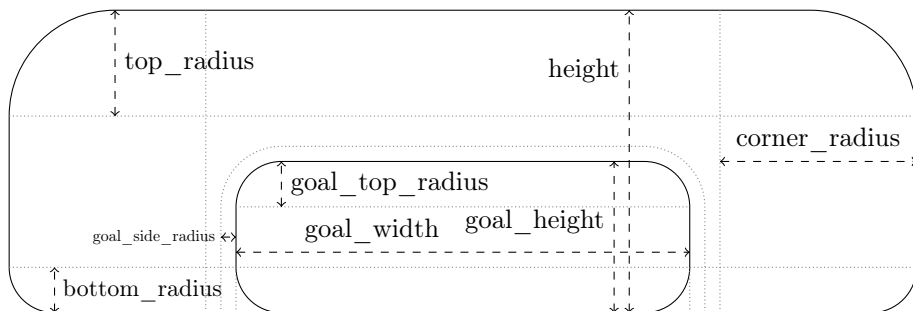 top_radius
height
corner_radius
goal_top_radius
goal_height
goal_width
goal_side_radius
bottom_radius